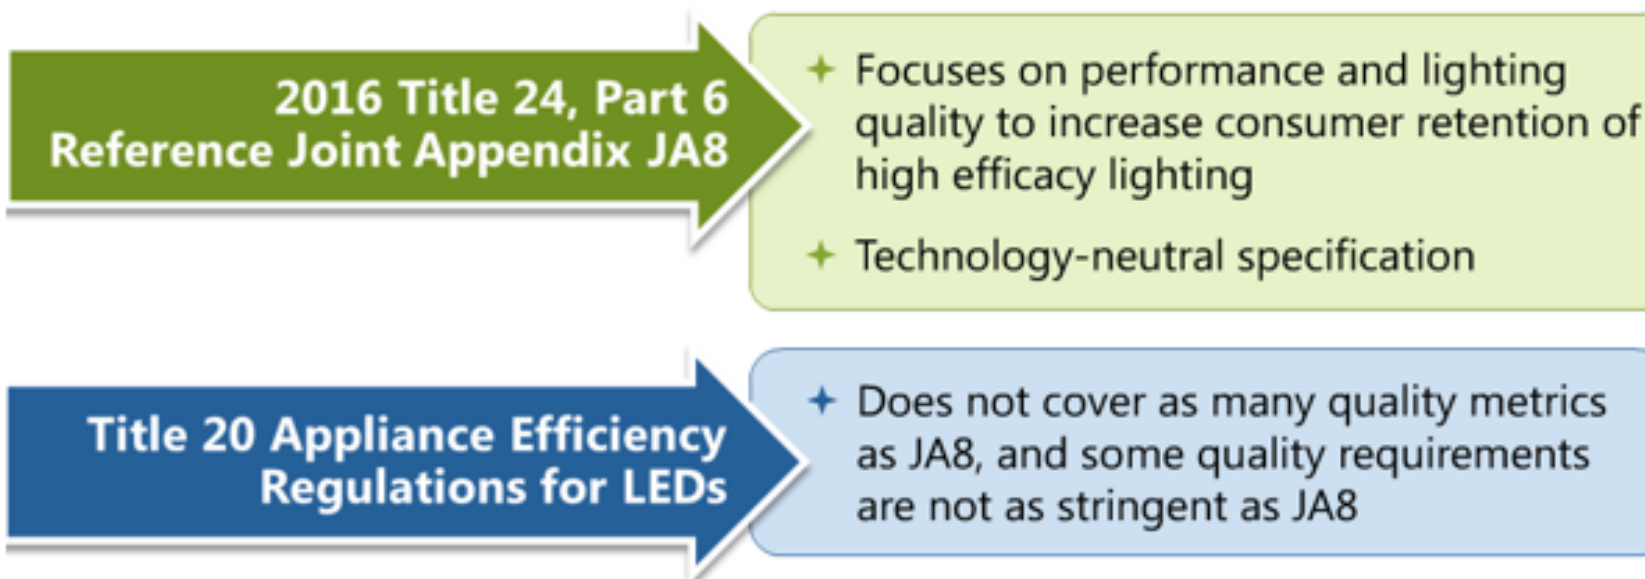 2016 Title 24, Part 6
Reference Joint Appendix JA8
Focuses on performance and lighting
quality to increase consumer retention of
high efficacy lighting
Technology-neutral specification
Title 20 Appliance Efficiency
Regulations for LEDs
Does not cover as many quality metrics
as JA8, and some quality requirements
are not as stringent as JA8